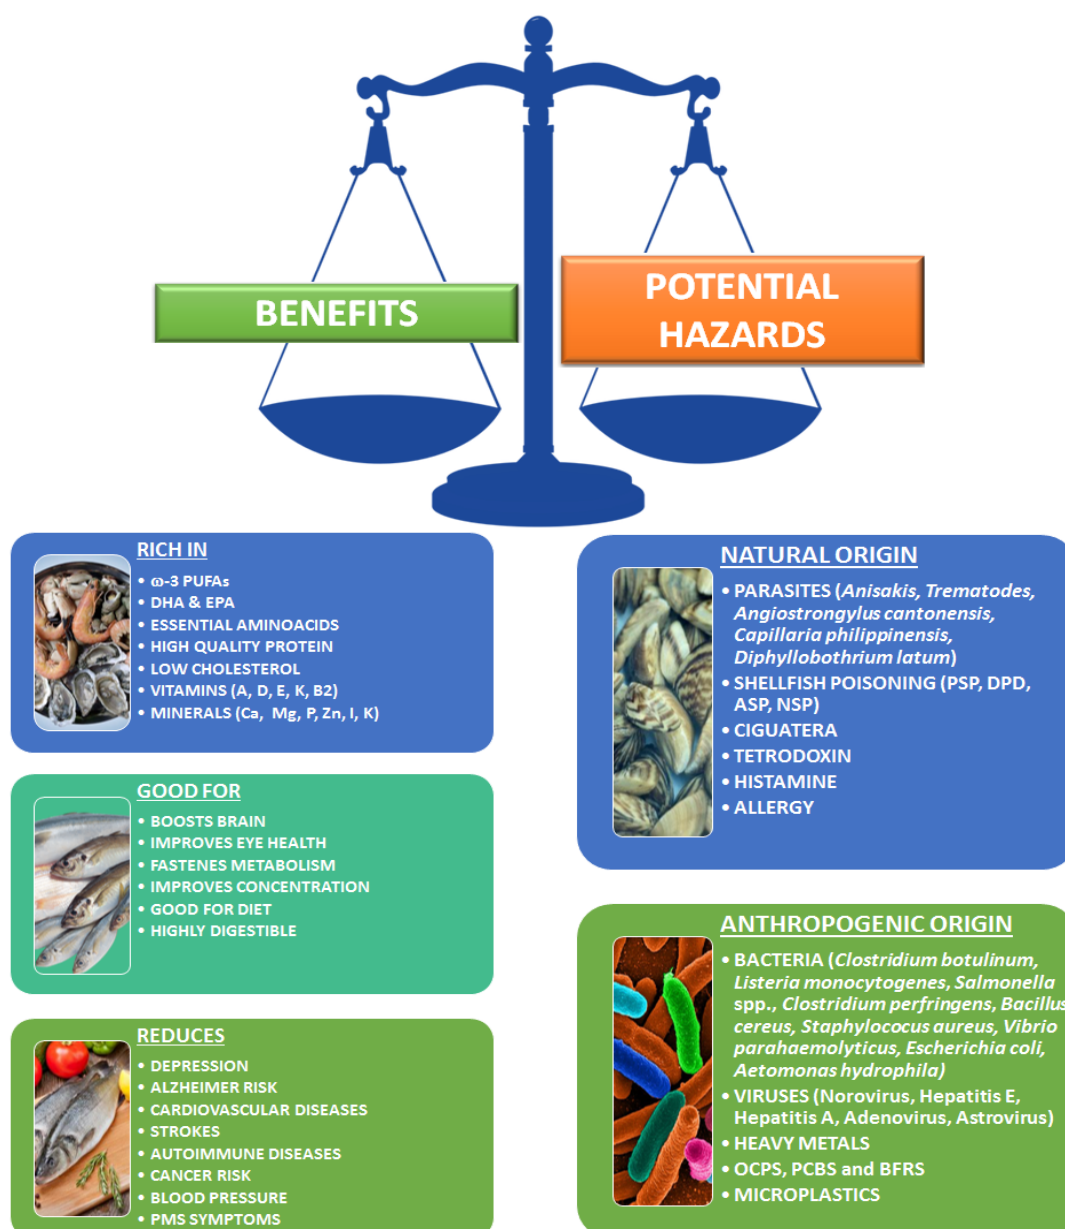 BENEFITS
POTENTIAL
HAZARDS
RICH IN
• ω-3 PUFAs
• DHA & EPA
• ESSENTIAL AMINOACIDS
• HIGH QUALITY PROTEIN
• LOW CHOLESTEROL
• VITAMINS (A, D, E, K, B2)
• MINERALS (Ca, Mg, P, Zn, I, K)
GOOD FOR
• BOOSTS BRAIN
• IMPROVES EYE HEALTH
• FASTENES METABOLISM
• IMPROVES CONCENTRATION
• GOOD FOR DIET
• HIGHLY DIGESTIBLE
REDUCES
• DEPRESSION
• ALZHEIMER RISK
• CARDIOVASCULAR DISEASES
• STROKES
• AUTOIMMUNE DISEASES
• CANCER RISK
• BLOOD PRESSURE
• PMS SYMPTOMS
NATURAL ORIGIN
• PARASITES (Anisakis, Trematodes,
Angiostrongylus cantonensis,
Capillaria philippinensis,
Diphyllobothrium latum)
• SHELLFISH POISONING (PSP, DPD,
ASP, NSP)
• CIGUATERA
• TETRODOXIN
• HISTAMINE
• ALLERGY
ANTHROPOGENIC ORIGIN
• BACTERIA (Clostridium botulinum,
Listeria monocytogenes, Salmonella
spp., Clostridium perfringens, Bacillus
cereus, Staphylococus aureus, Vibrio
parahaemolyticus, Escherichia coli,
Aetomonas hydrophila)
• VIRUSES (Norovirus, Hepatitis E,
Hepatitis A, Adenovirus, Astrovirus)
• HEAVY METALS
• OCPS, PCBS and BFRS
• MICROPLASTICS